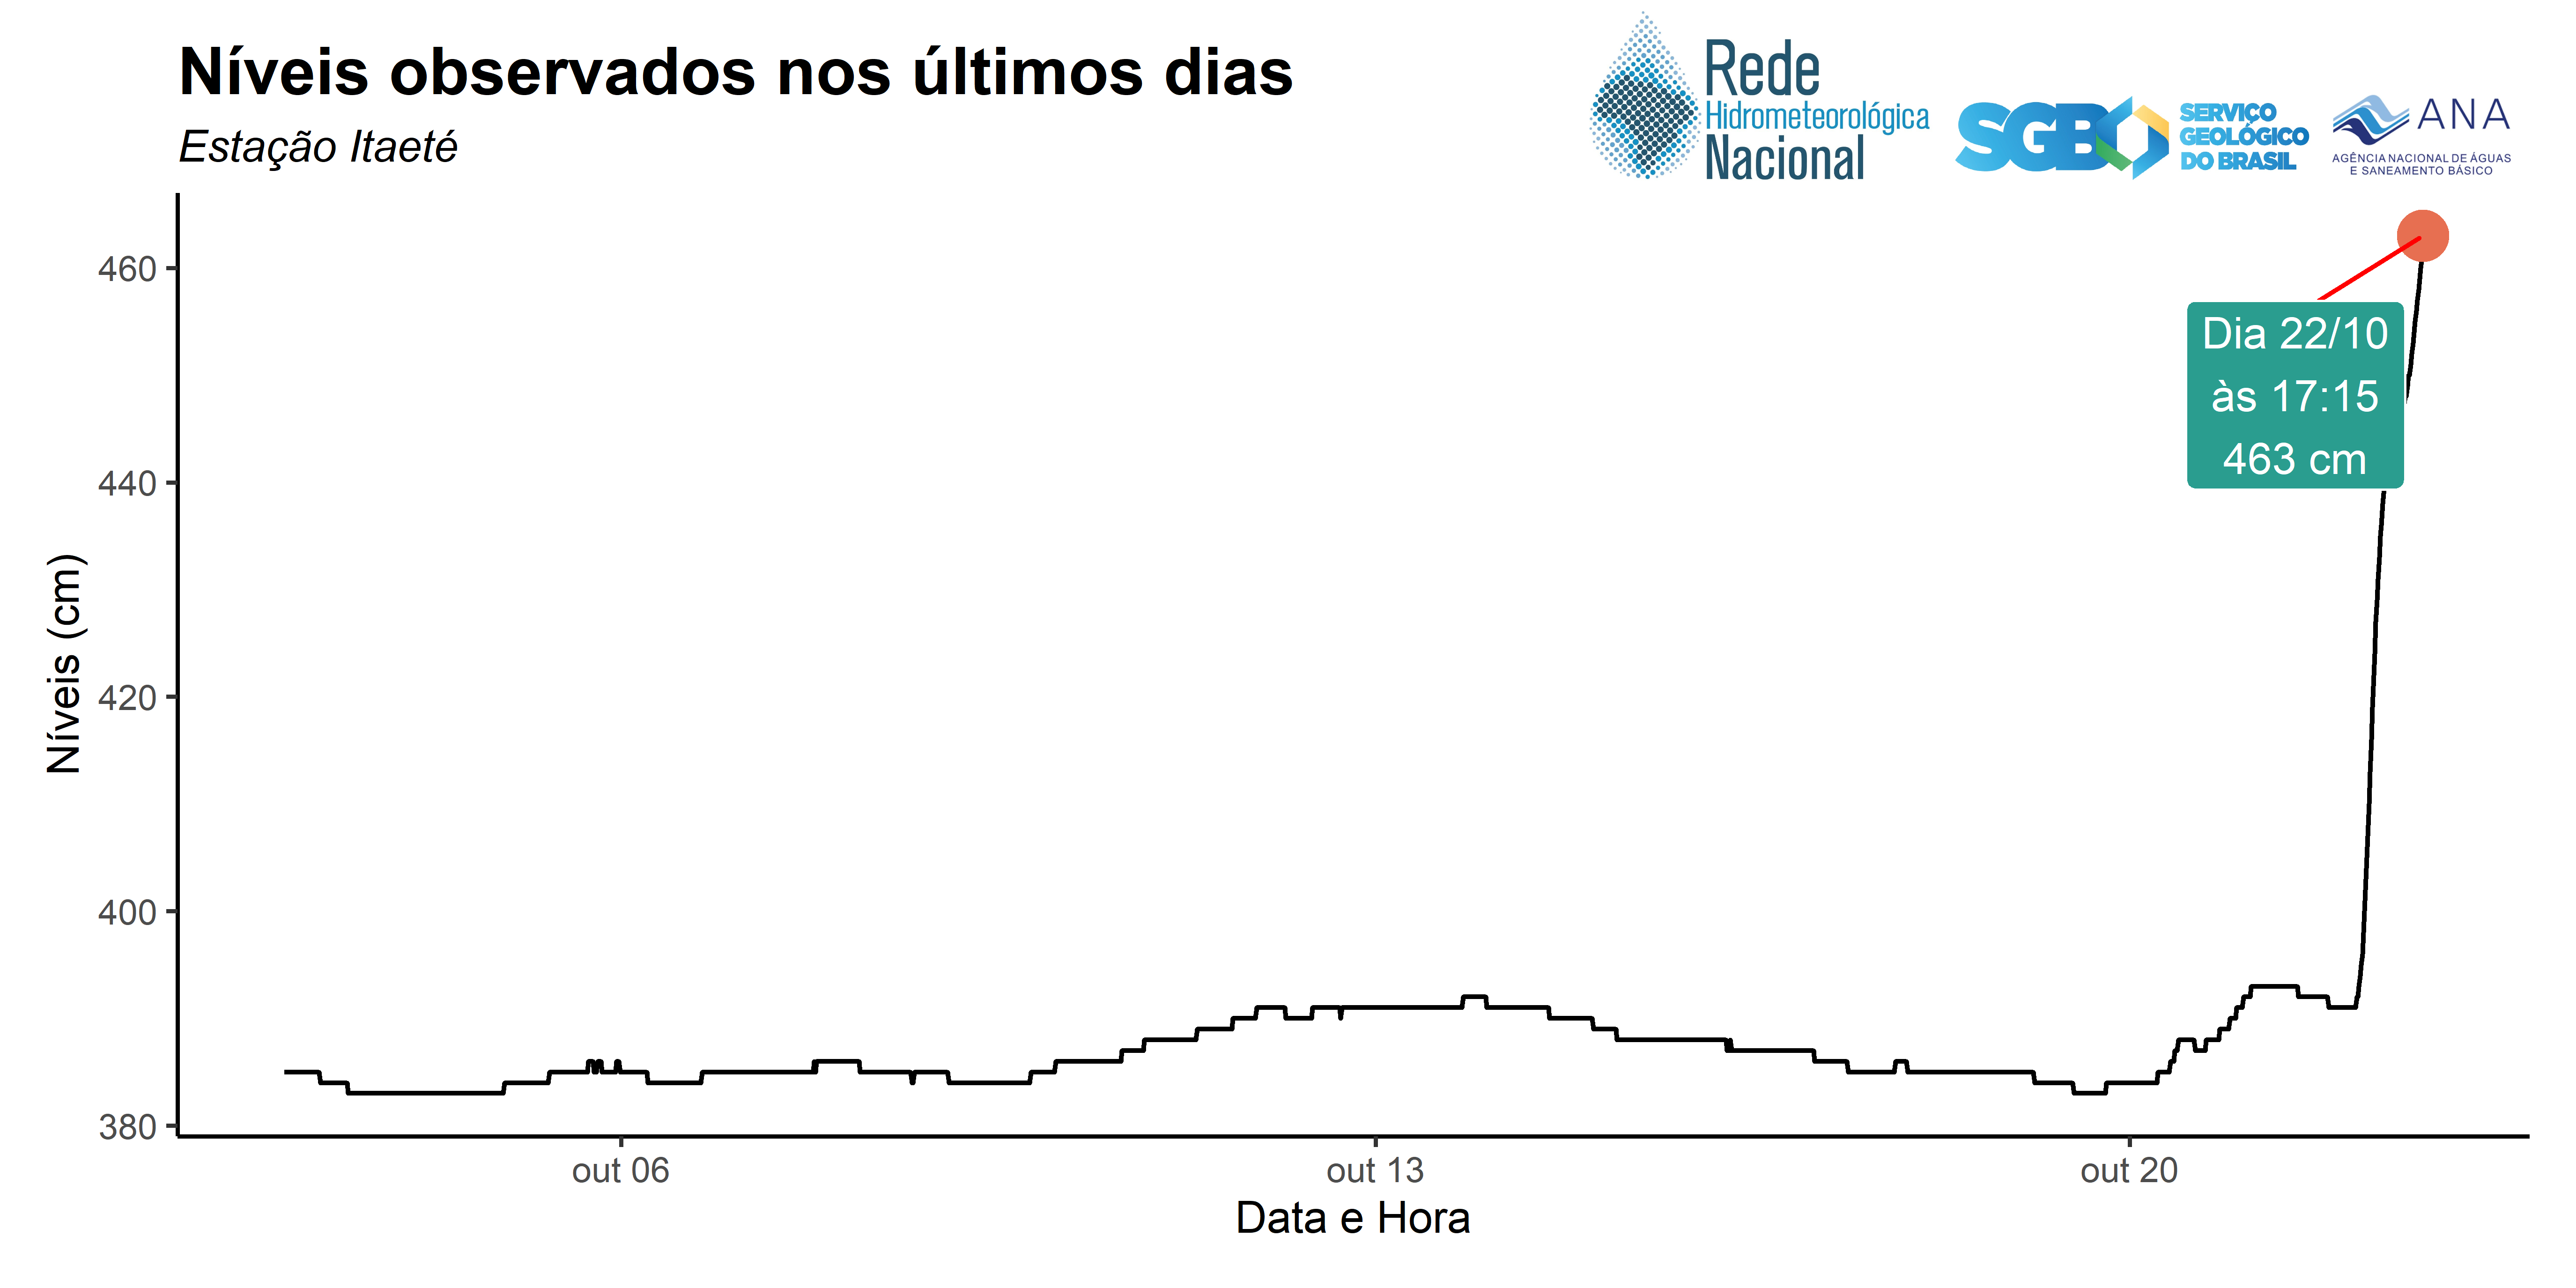 Níveis observados nos últimos dias
Estação Itaeté
Rede
Hidrometeorológica
Nacional
SGB
SERVIÇO
GEOLÓGICO
DO BRASIL
ANA
AGÊNCIA NACIONAL DE ÁGUAS
E SANEAMENTO BÁSICO
Níveis (cm)
460
440
420
400
380
Dia 22/10
às 17:15
463 cm
out 06
out 13
out 20
Data e Hora